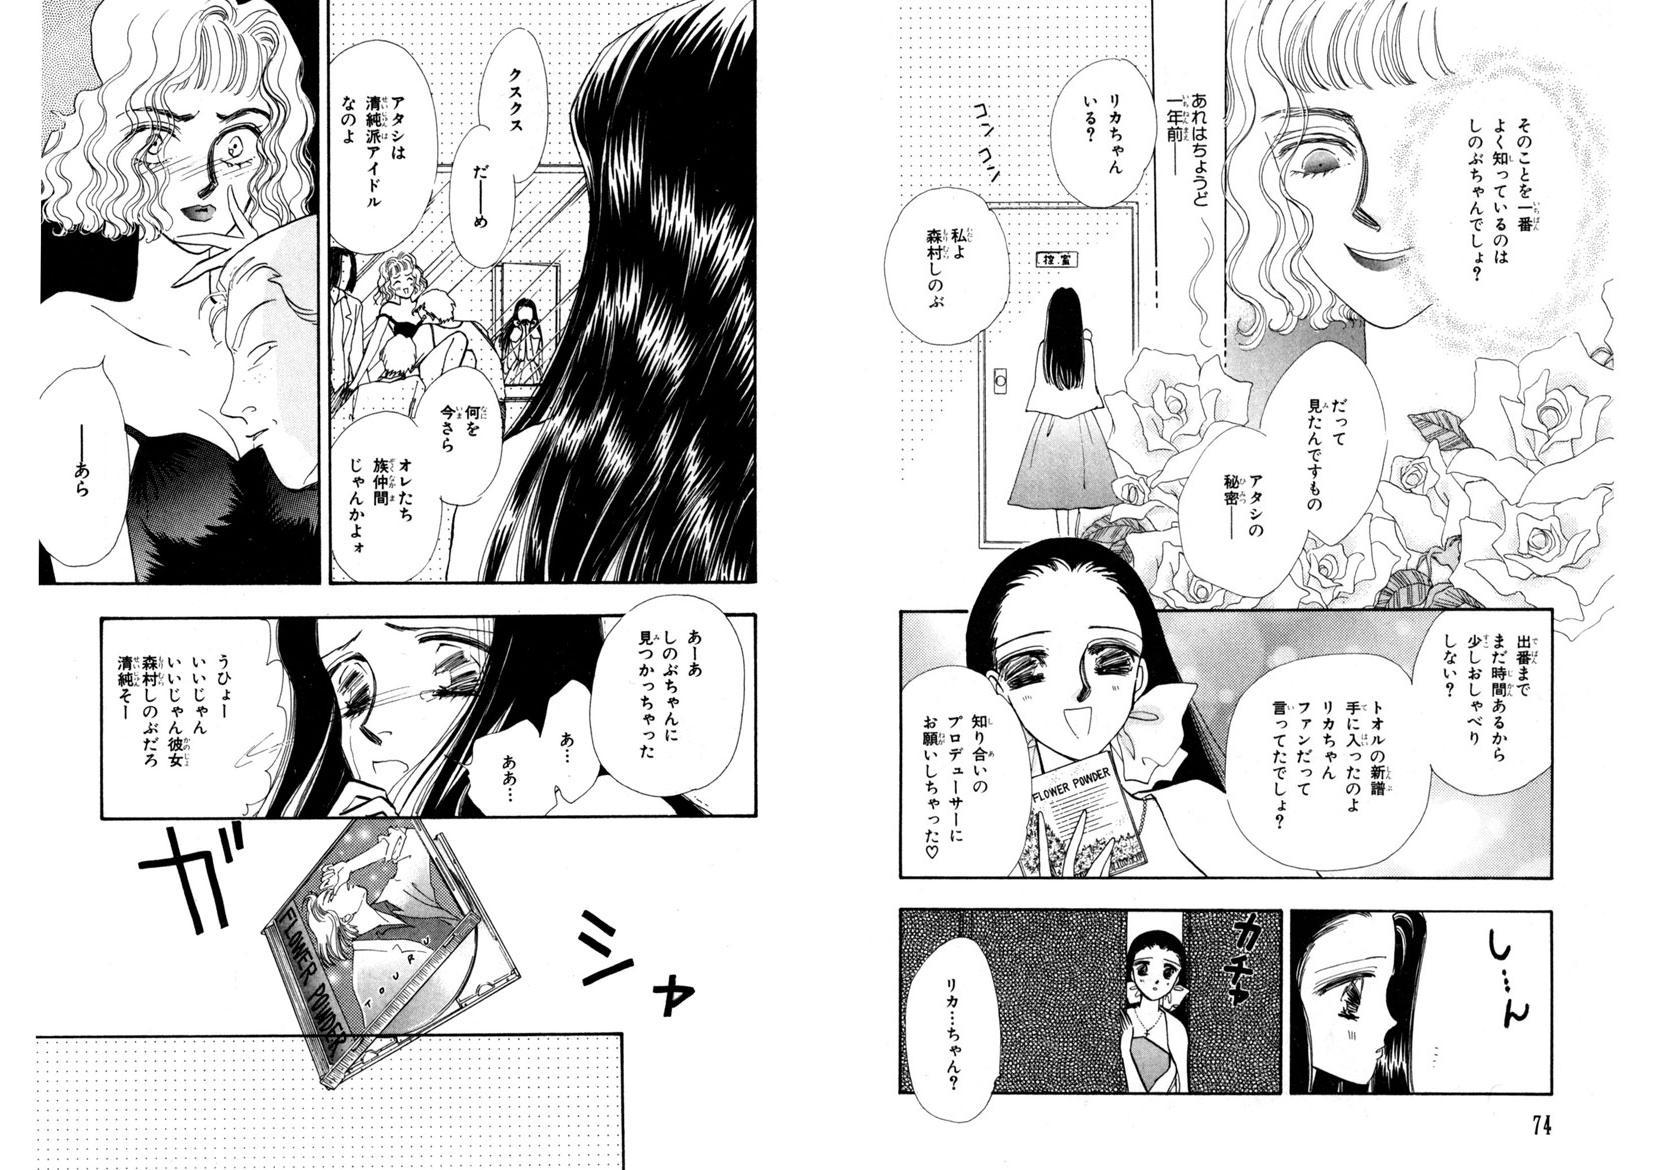 そのことを一番
よく知っているのは
しのぶちゃんでしょ?
だって
見たんですもの
アタシの
秘密――
あれはちょうど
一年前――
リカちゃん
いる?
コンコン
控室
私よ
森村しのぶ
出番まで
まだ時間あるから
少しおしゃべり
しない?
トオルの新譜
手に入ったのよ
リカちゃん
ファンだって
言ってたでしょ?
FLOWER POWDER
知り合いの
プロデューサーに
お願いしちゃった♡
し…ん
カチャ
リカ…ちゃん?
74
クスクス
だーーめ
アタシは
清純派アイドル
なのよ
何を
今さら
オレたち
族仲間
じゃんかよォ
――あら
あーあ
しのぶちゃんに
見つかっちゃった
あ…
ああ…
うひょー
いいじゃん
いいじゃん彼女
森村しのぶだろ
清純そー
ガシャ
FLOWER POWDER
TOURU